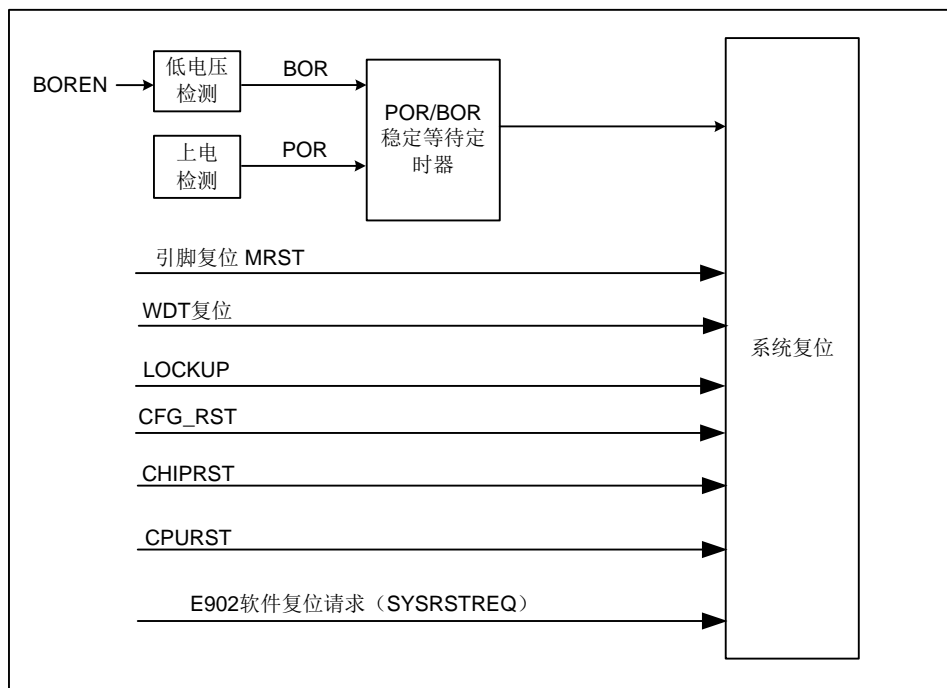 BOREN
低电压
检测
BOR
上电
检测
POR
POR/BOR
稳定等待定
时器
引脚复位 MRST
WDT复位
LOCKUP
CFG_RST
CHIPRST
CPURST
E902软件复位请求（SYSRSTREQ）
系统复位